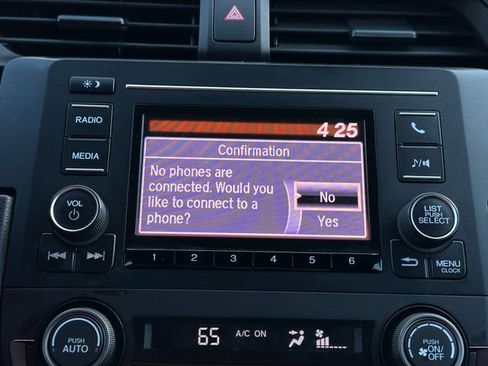 RADIO
MEDIA
VOL
4 25
Confirmation
No phones are
connected. Would you
like to connect to a
phone?
No
Yes
LIST
PUSH
SELECT
1 2 3 4 5 6
MENU
CLOCK
PUSH
AUTO
65 A/C ON
PUSH
ON/
OFF